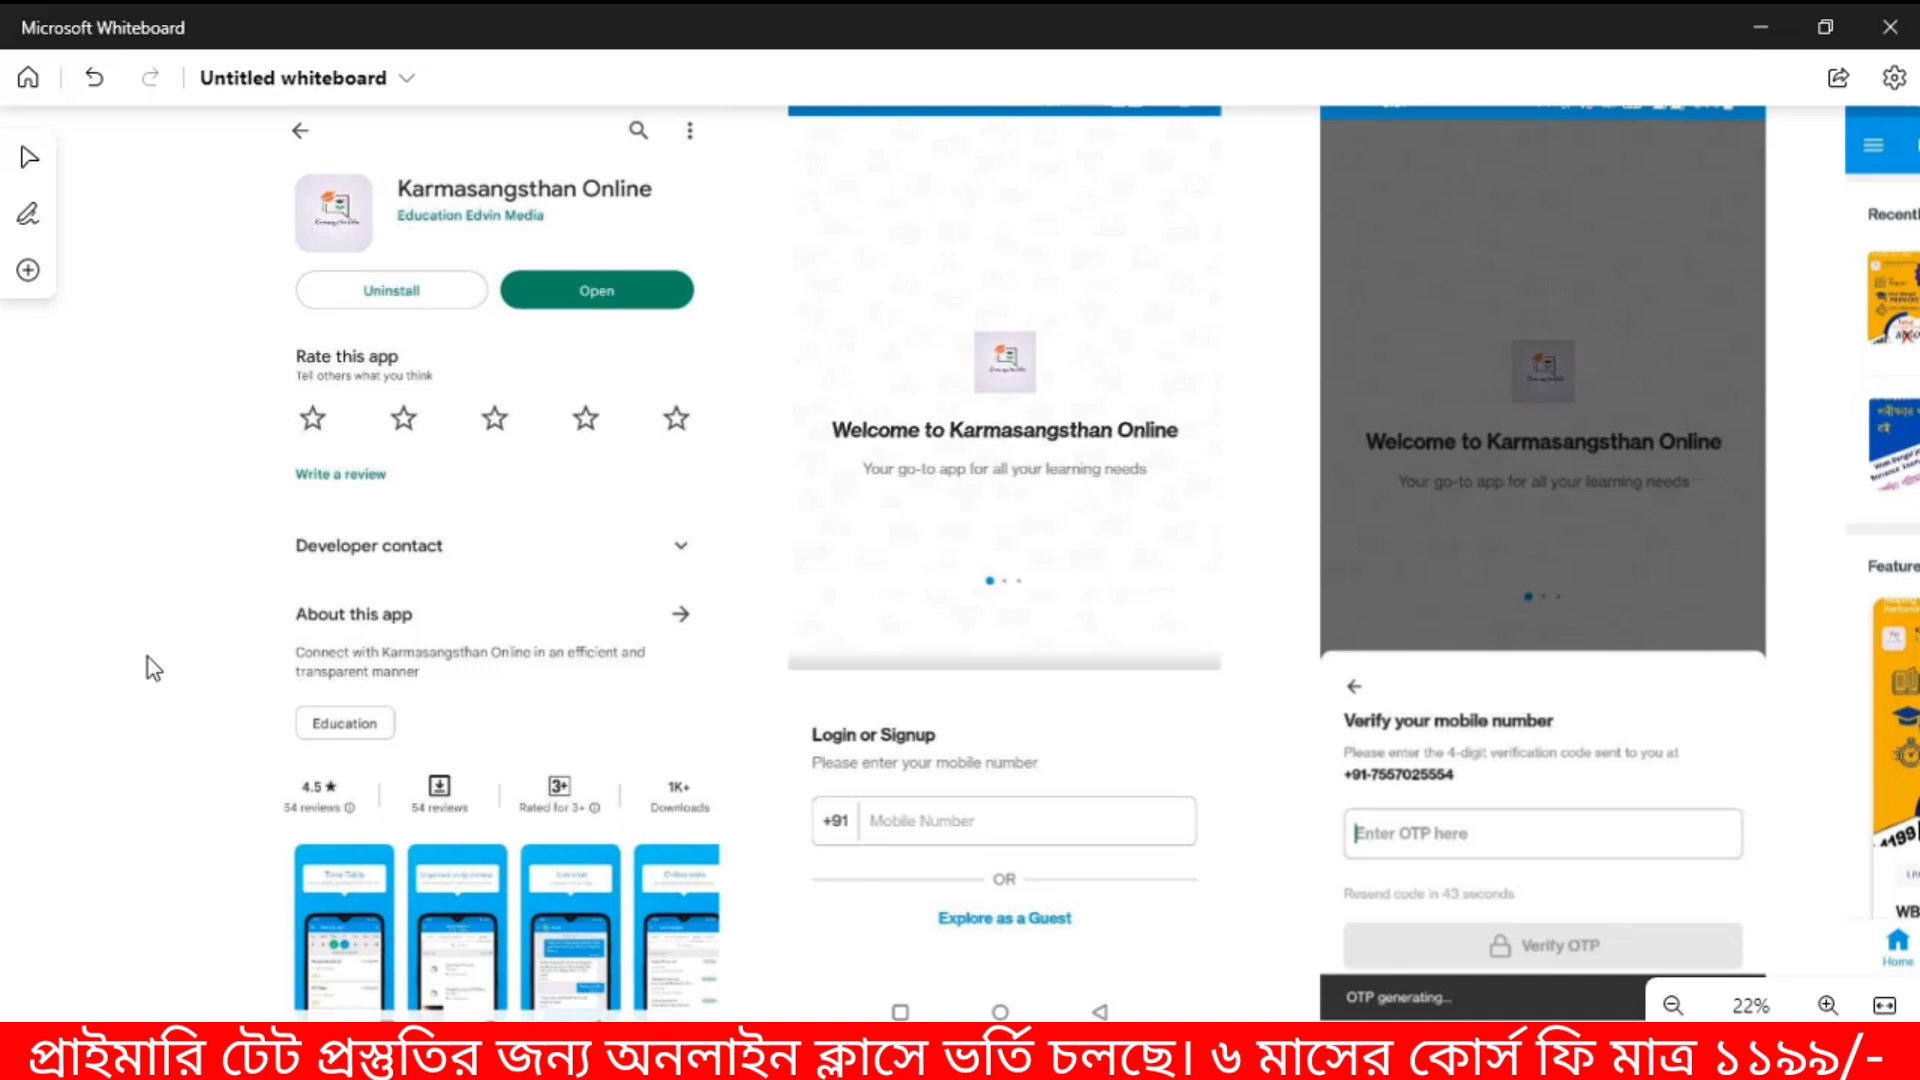 Microsoft Whiteboard
Untitled whiteboard
Karmasangsthan Online
Education Edvin Media
Uninstall
Open
Rate this app
Tell others what you think
Write a review
Developer contact
About this app
Connect with Karmasangsthan Online in an efficient and
transparent manner
Education
4.5★
54 reviews
54 reviews
3+
Rated for 3+
1K+
Downloads
Time Table
Live chat
Online tests
Welcome to Karmasangsthan Online
Your go-to app for all your learning needs
Login or Signup
Please enter your mobile number
+91
Mobile Number
OR
Explore as a Guest
Welcome to Karmasangsthan Online
Your go-to app for all your learning needs
Verify your mobile number
Please enter the 4-digit verification code sent to you at
+91-7557025554
Enter OTP here
Resend code in 43 seconds
Verify OTP
OTP generating...
Home
22%
প্রাইমারি টেট প্রস্তুতির জন্য অনলাইন ক্লাসে ভর্তি চলছে। ৬ মাসের কোর্স ফি মাত্র ১১৯৯/-